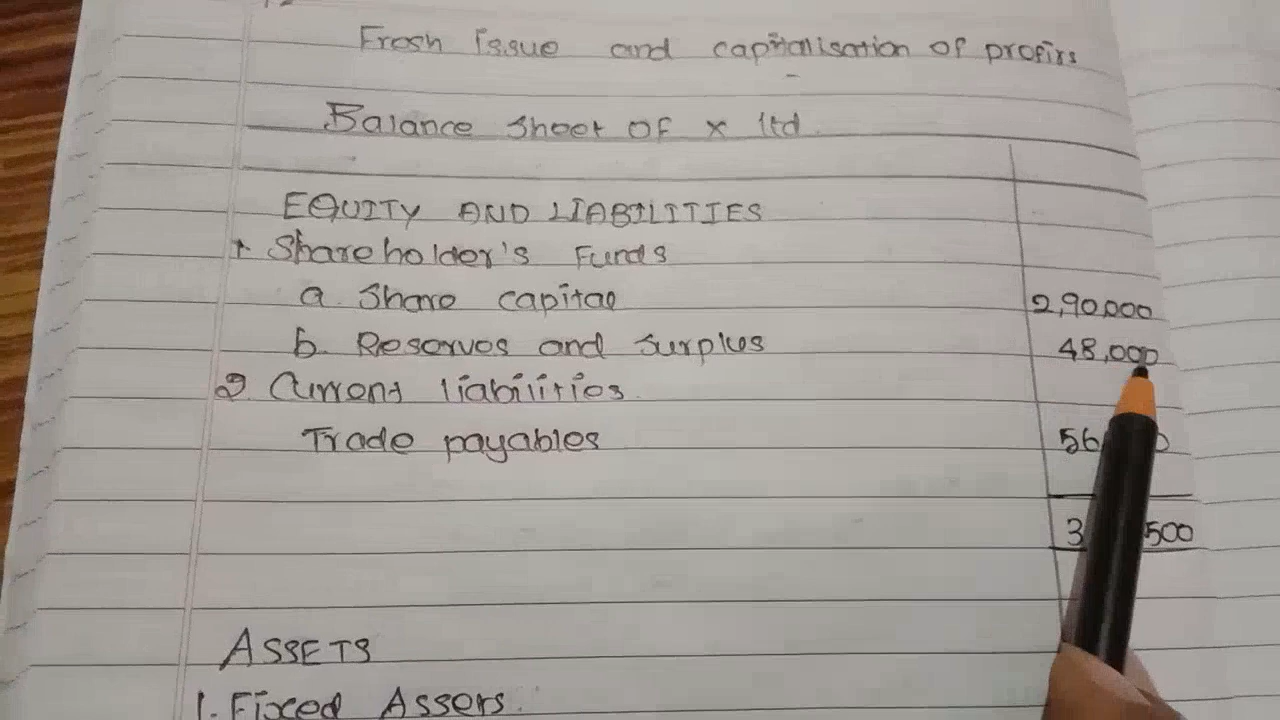 Fresh issue and capitalisation of profits
Balance sheet of x ltd.
EQUITY AND LIABILITIES
1. Shareholder's Funds
a. Share capital 2,90,000
b. Reserves and surplus 48,000
2 Current liabilities.
Trade payables
ASSETS
1. Fixed Assets.